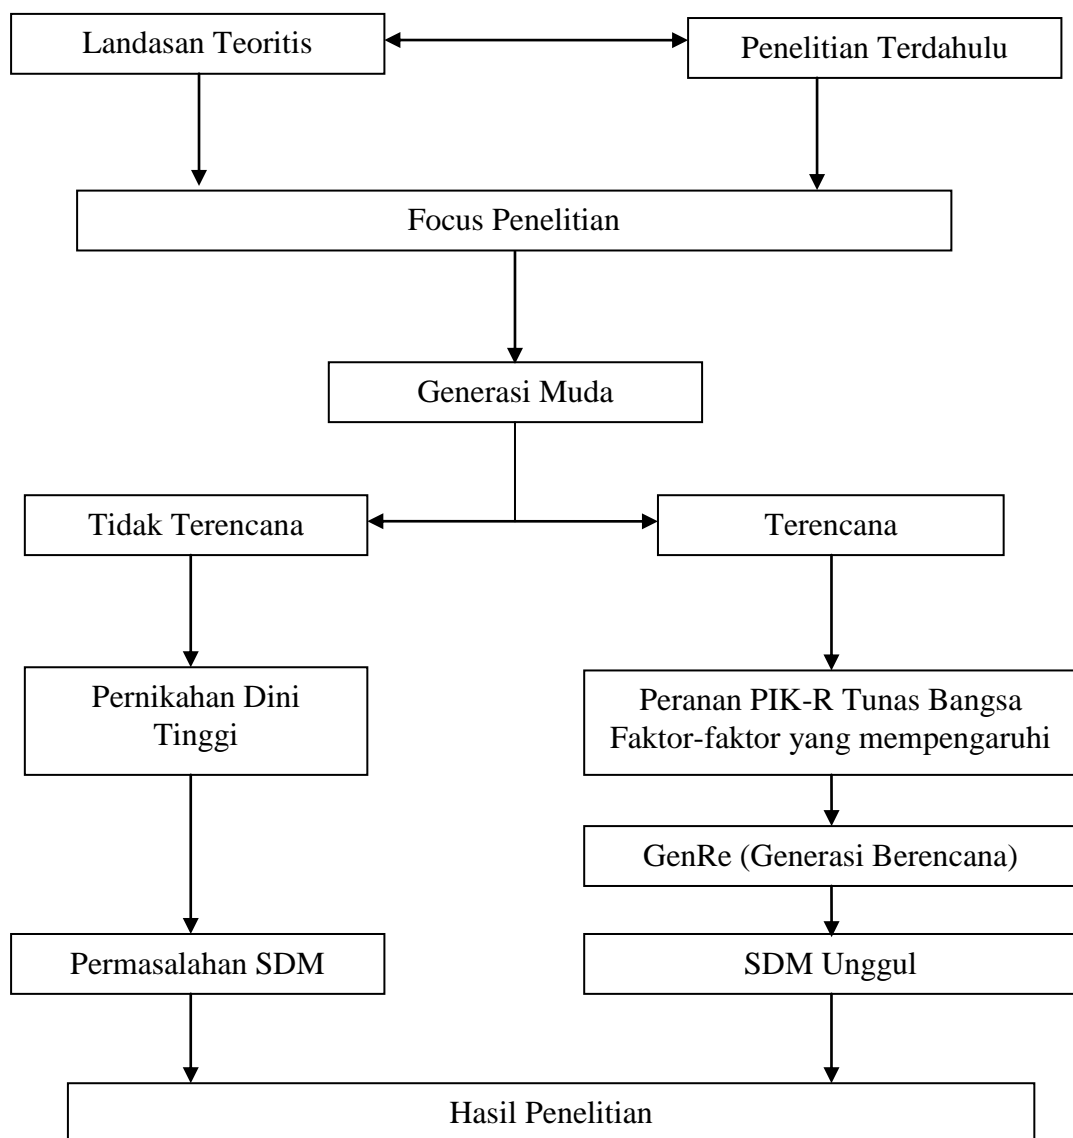 Landasan Teoritis
Penelitian Terdahulu
Focus Penelitian
Generasi Muda
Tidak Terencana
Terencana
Pernikahan Dini
Tinggi
Peranan PIK-R Tunas Bangsa
Faktor-faktor yang mempengaruhi
GenRe (Generasi Berencana)
Permasalahan SDM
SDM Unggul
Hasil Penelitian